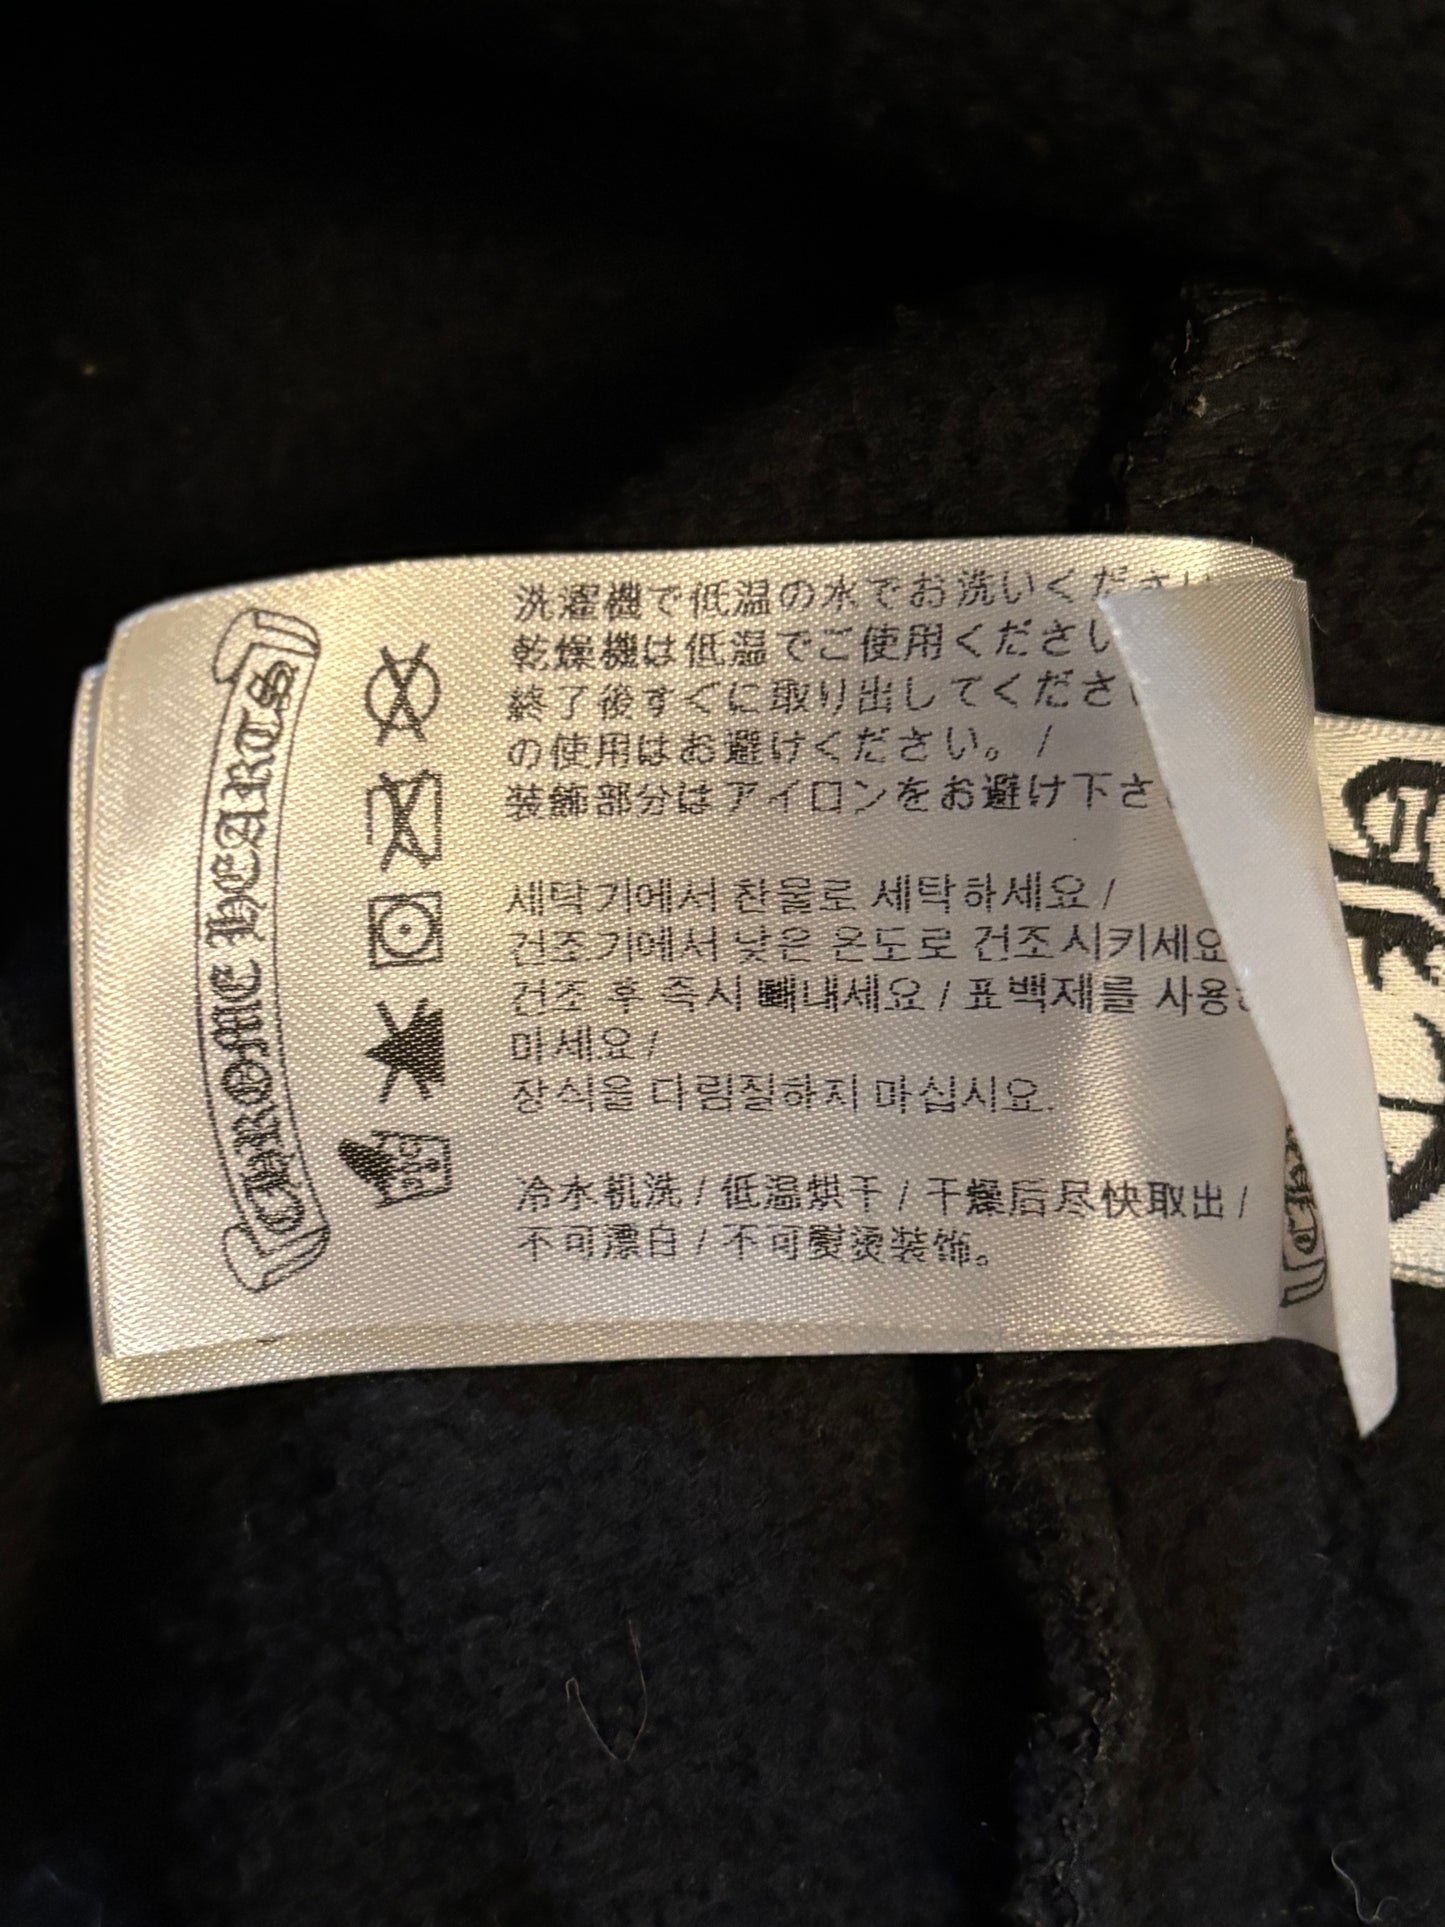 CHROME HEARTS
洗濯機で低温の水でお洗いください
乾燥機は低温でご使用ください
終了後すぐに取り出してくださ
の使用はお避けください。 /
装飾部分はアイロンをお避け下さ
세탁기에서 찬물로 세탁하세요 /
건조기에서 낮은 온도로 건조시키세요
건조 후 즉시 빼내세요 / 표백제를 사용
마세요 /
장식을 다림질하지 마십시요.
冷水机洗 / 低温烘干 / 干燥后尽快取出 /
不可漂白 / 不可熨烫装饰。